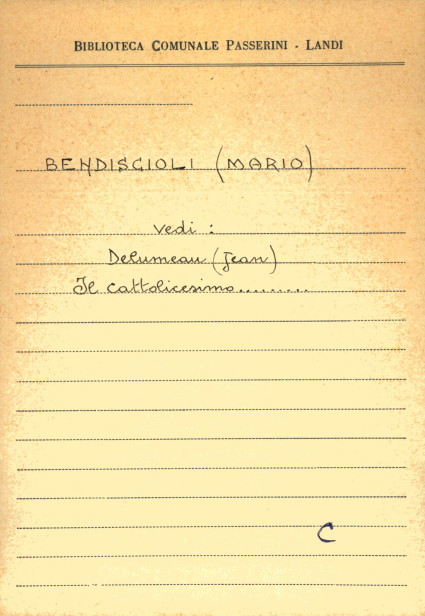 BIBLIOTECA COMUNALE PASSERINI - LANDI
BENDISCIOLI (MARIO)
Vedi :
Delumeau (Jean)
Il cattolicesimo.........
C